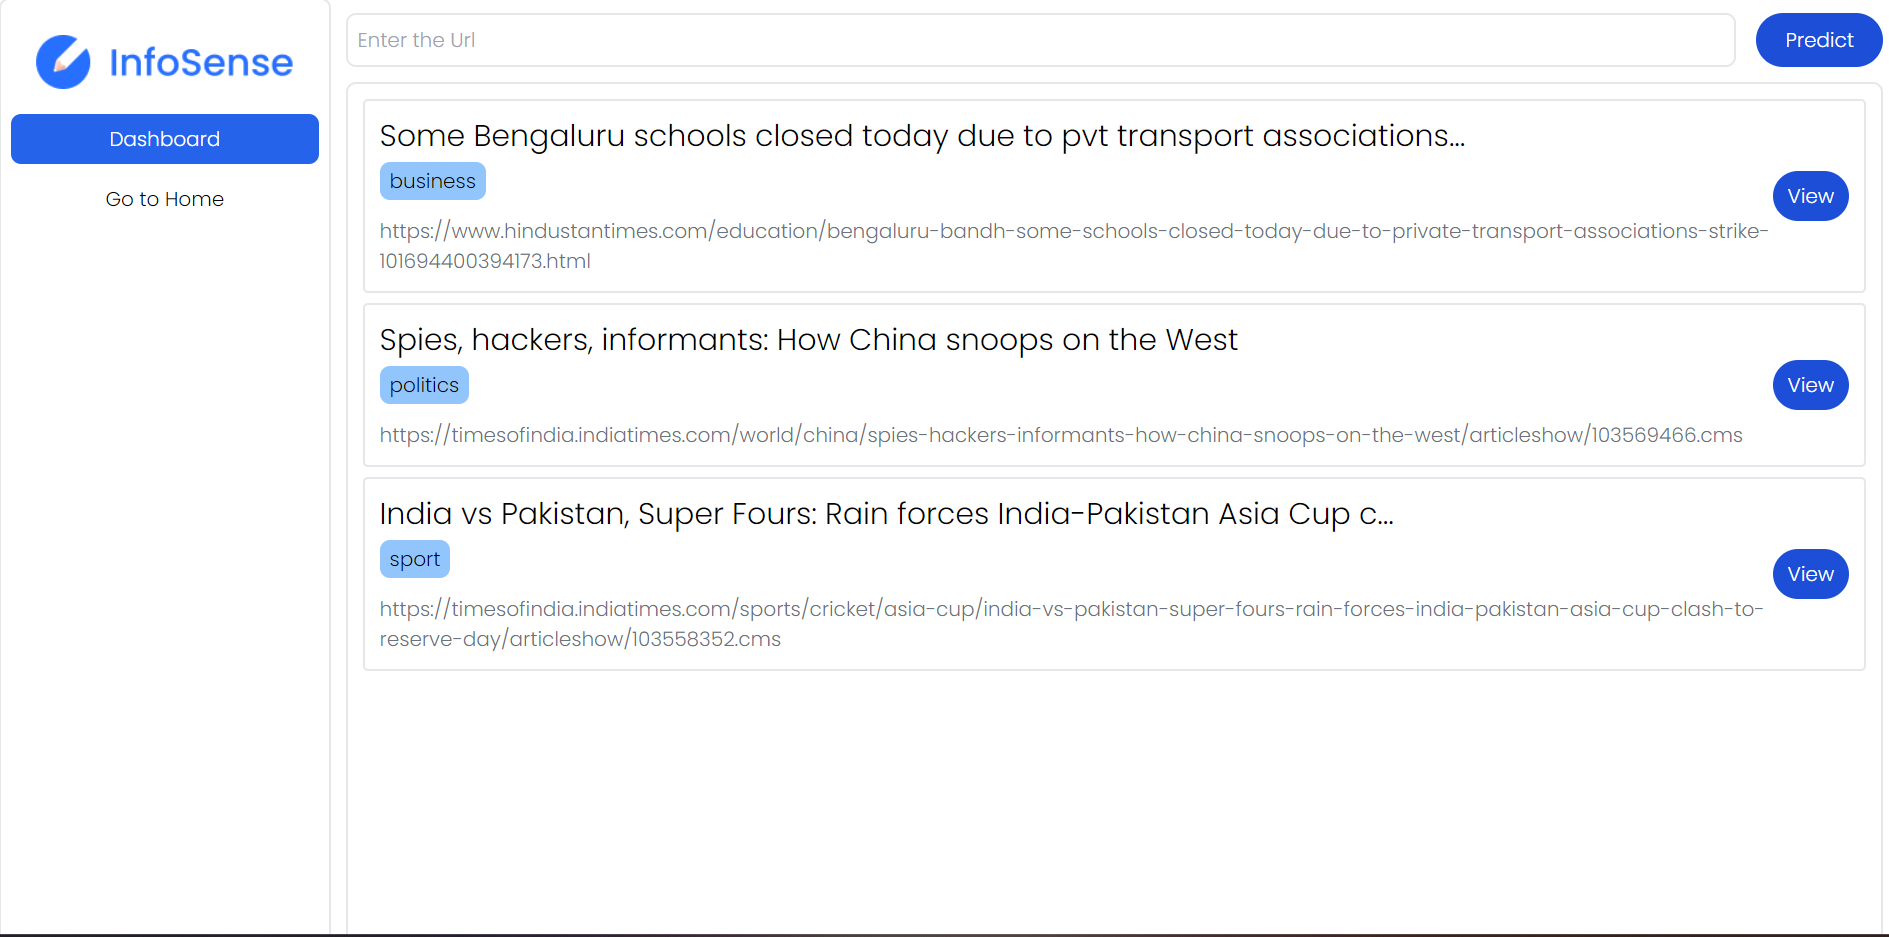 InfoSense
Dashboard
Go to Home
Enter the Url
Predict
Some Bengaluru schools closed today due to pvt transport associations...
business
https://www.hindustantimes.com/education/bengaluru-bandh-some-schools-closed-today-due-to-private-transport-associations-strike-
101694400394173.html
View
Spies, hackers, informants: How China snoops on the West
politics
https://timesofindia.indiatimes.com/world/china/spies-hackers-informants-how-china-snoops-on-the-west/articleshow/103569466.cms
View
India vs Pakistan, Super Fours: Rain forces India-Pakistan Asia Cup c...
sport
https://timesofindia.indiatimes.com/sports/cricket/asia-cup/india-vs-pakistan-super-fours-rain-forces-india-pakistan-asia-cup-clash-to-
reserve-day/articleshow/103558352.cms
View